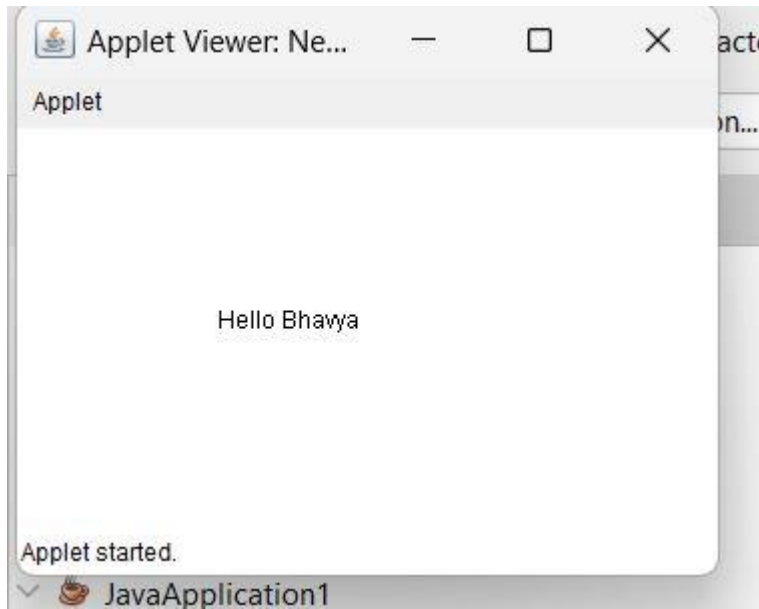 Applet Viewer: Ne...
Applet
Hello Bhavya
Applet started.
JavaApplication1